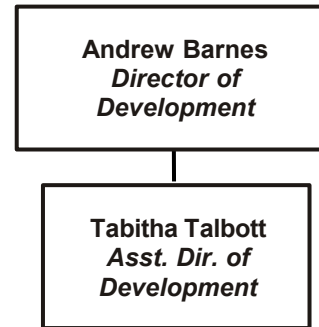 Andrew Barnes
Director of
Development
Tabitha Talbott
Asst. Dir. of
Development